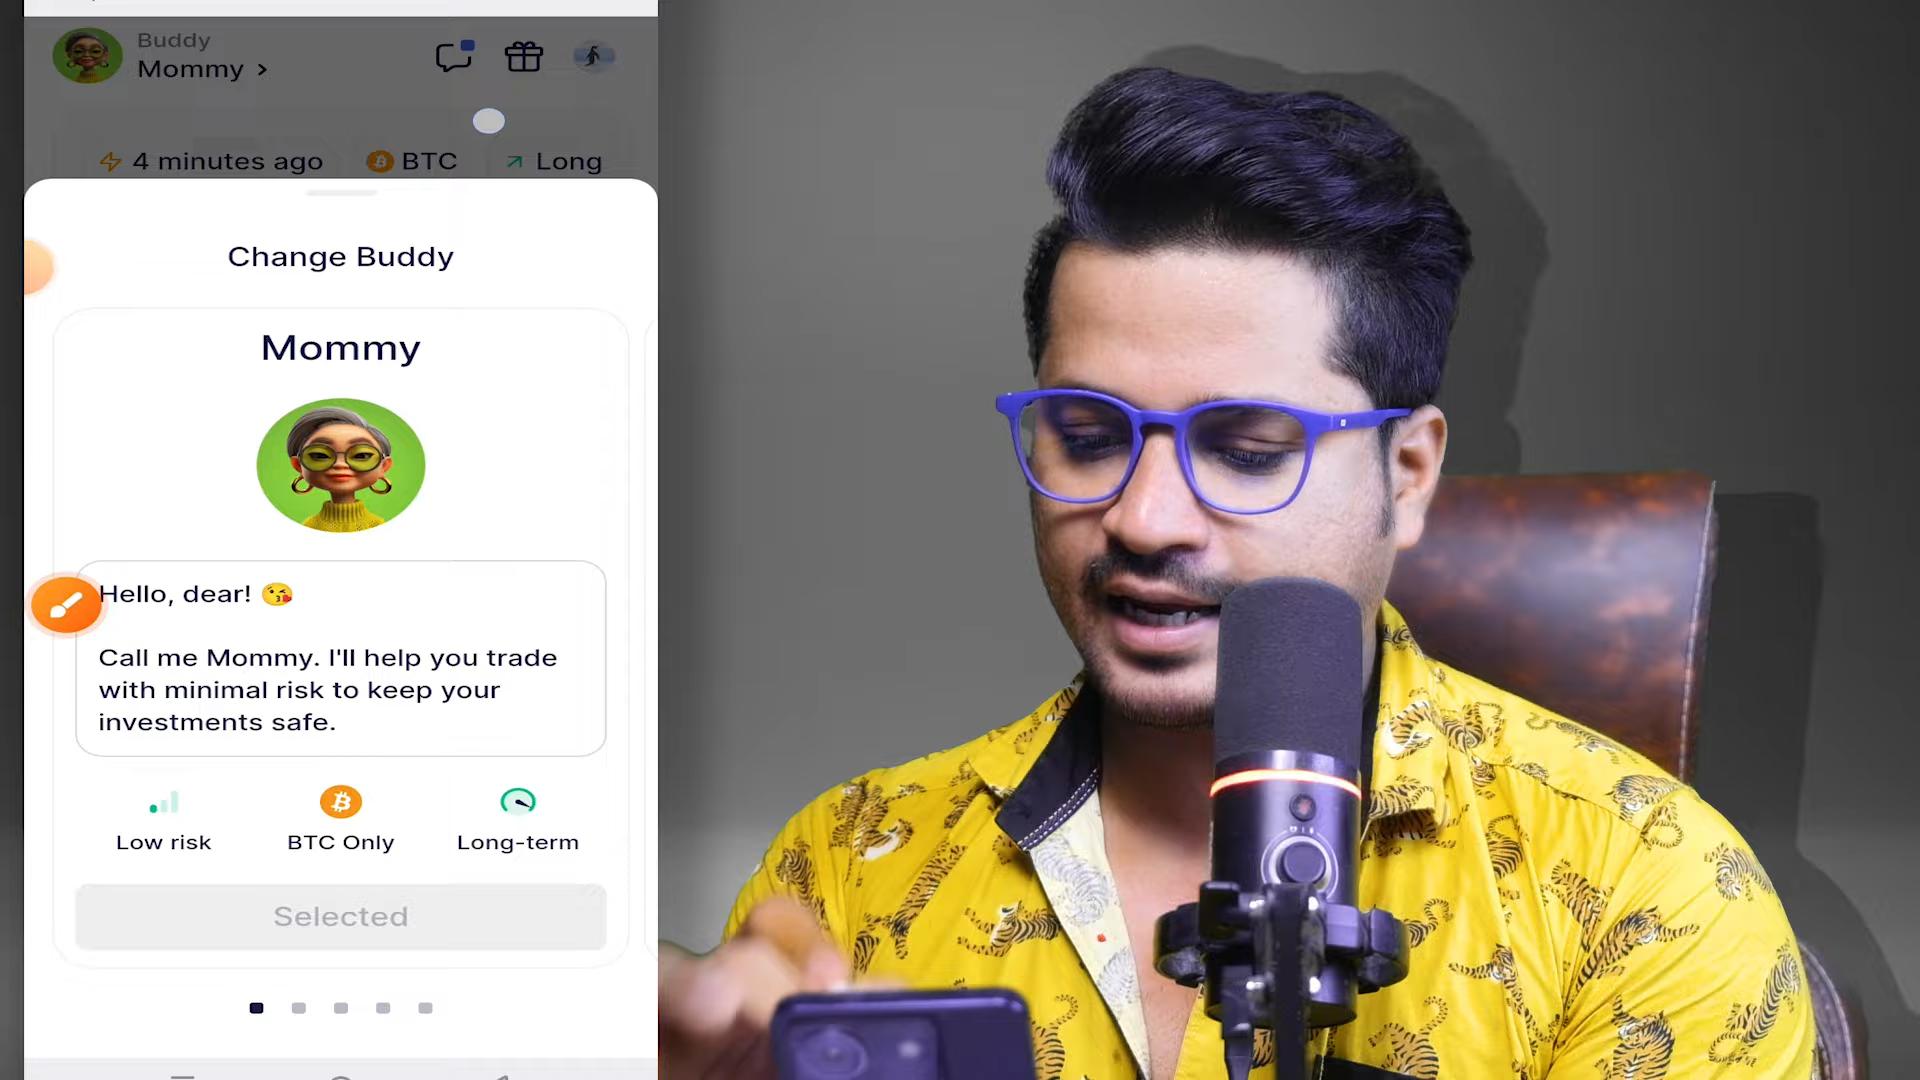 Buddy
Mommy >
4 minutes ago BTC Long
Change Buddy
Mommy
Hello, dear! 😘
Call me Mommy. I'll help you trade
with minimal risk to keep your
investments safe.
Low risk BTC Only Long-term
Selected